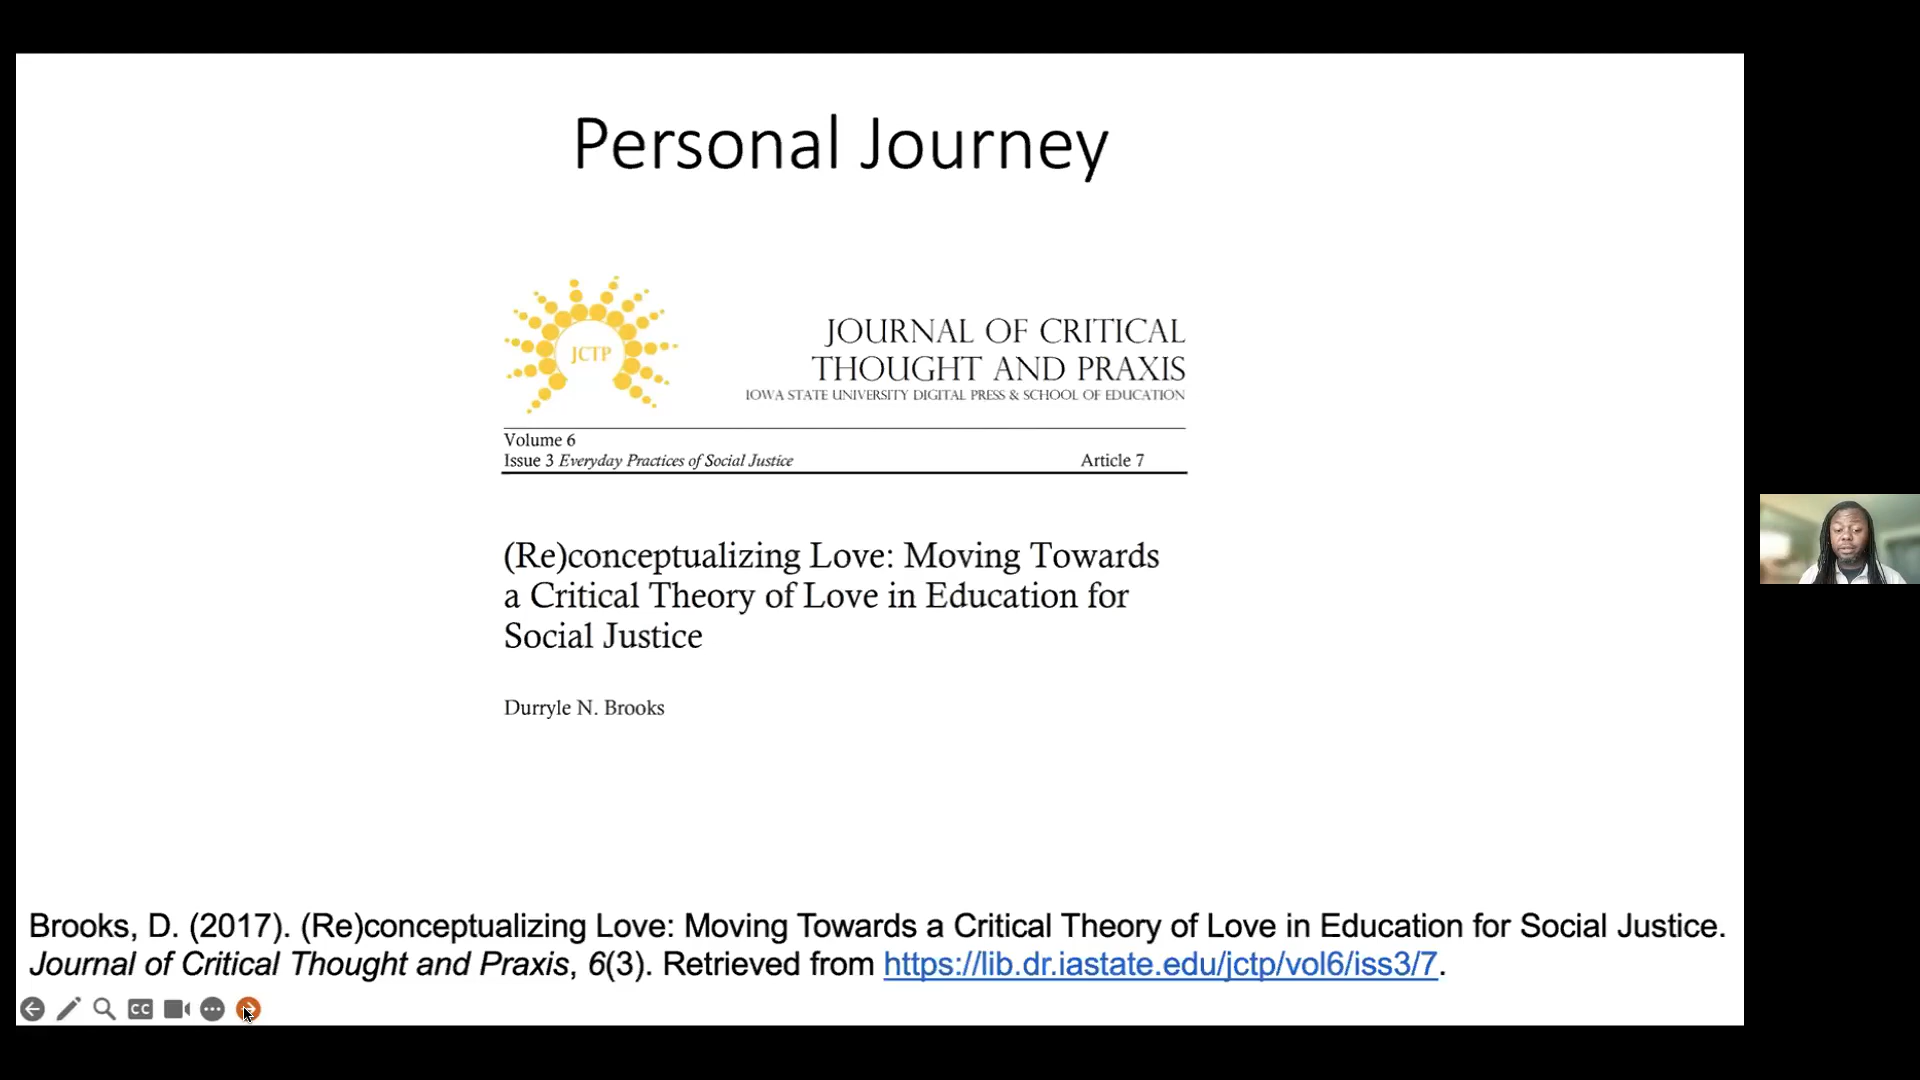 Personal Journey
JCTP
JOURNAL OF CRITICAL
THOUGHT AND PRAXIS
IOWA STATE UNIVERSITY DIGITAL PRESS & SCHOOL OF EDUCATION
Volume 6
Issue 3 Everyday Practices of Social Justice Article 7
(Re)conceptualizing Love: Moving Towards
a Critical Theory of Love in Education for
Social Justice
Durryle N. Brooks
Brooks, D. (2017). (Re)conceptualizing Love: Moving Towards a Critical Theory of Love in Education for Social Justice.
Journal of Critical Thought and Praxis, 6(3). Retrieved from https://lib.dr.iastate.edu/jctp/vol6/iss3/7.
CC